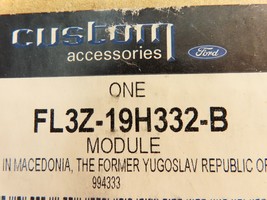 custom
accessories
Ford
ONE
FL3Z-19H332-B
MODULE
IN MACEDONIA, THE FORMER YUGOSLAV REPUBLIC OF
994333